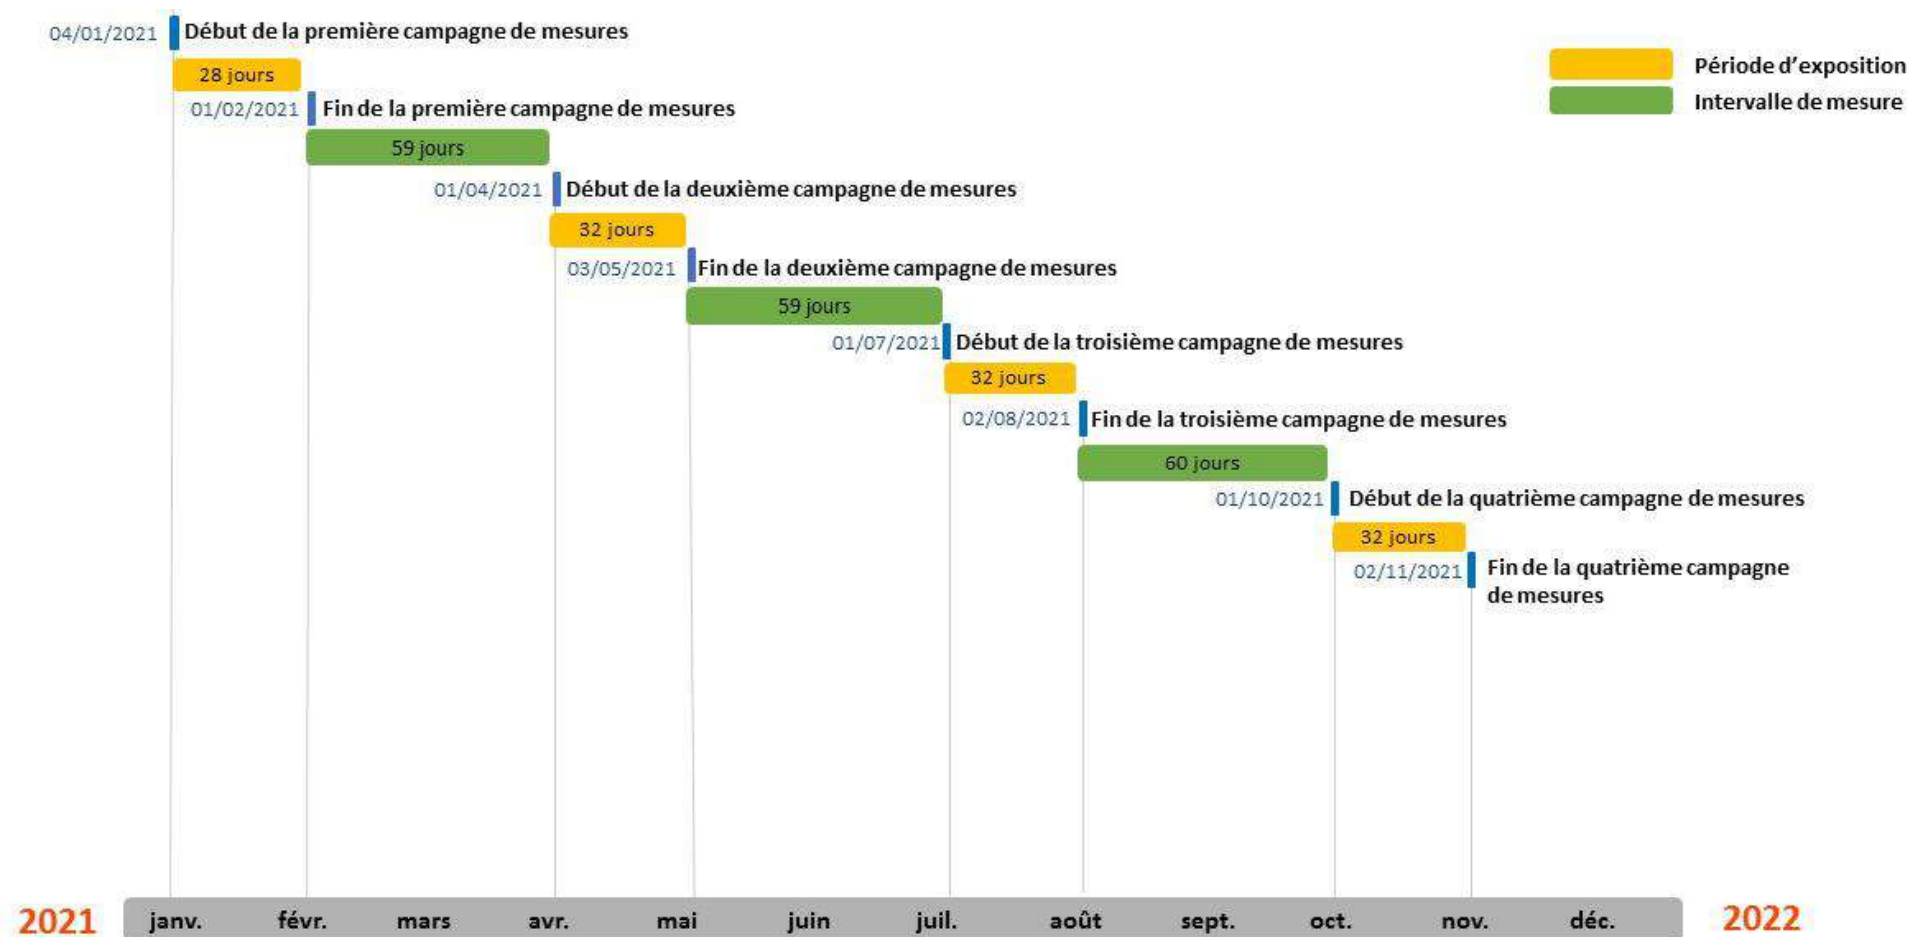 04/01/2021 Début de la première campagne de mesures
28 jours
Période d'exposition
Intervalle de mesure
01/02/2021 Fin de la première campagne de mesures
59 jours
01/04/2021 Début de la deuxième campagne de mesures
32 jours
03/05/2021 Fin de la deuxième campagne de mesures
59 jours
01/07/2021 Début de la troisième campagne de mesures
32 jours
02/08/2021 Fin de la troisième campagne de mesures
60 jours
01/10/2021 Début de la quatrième campagne de mesures
32 jours
02/11/2021 Fin de la quatrième campagne
de mesures
2021 janv. févr. mars avr. mai juin juil. août sept. oct. nov. déc. 2022